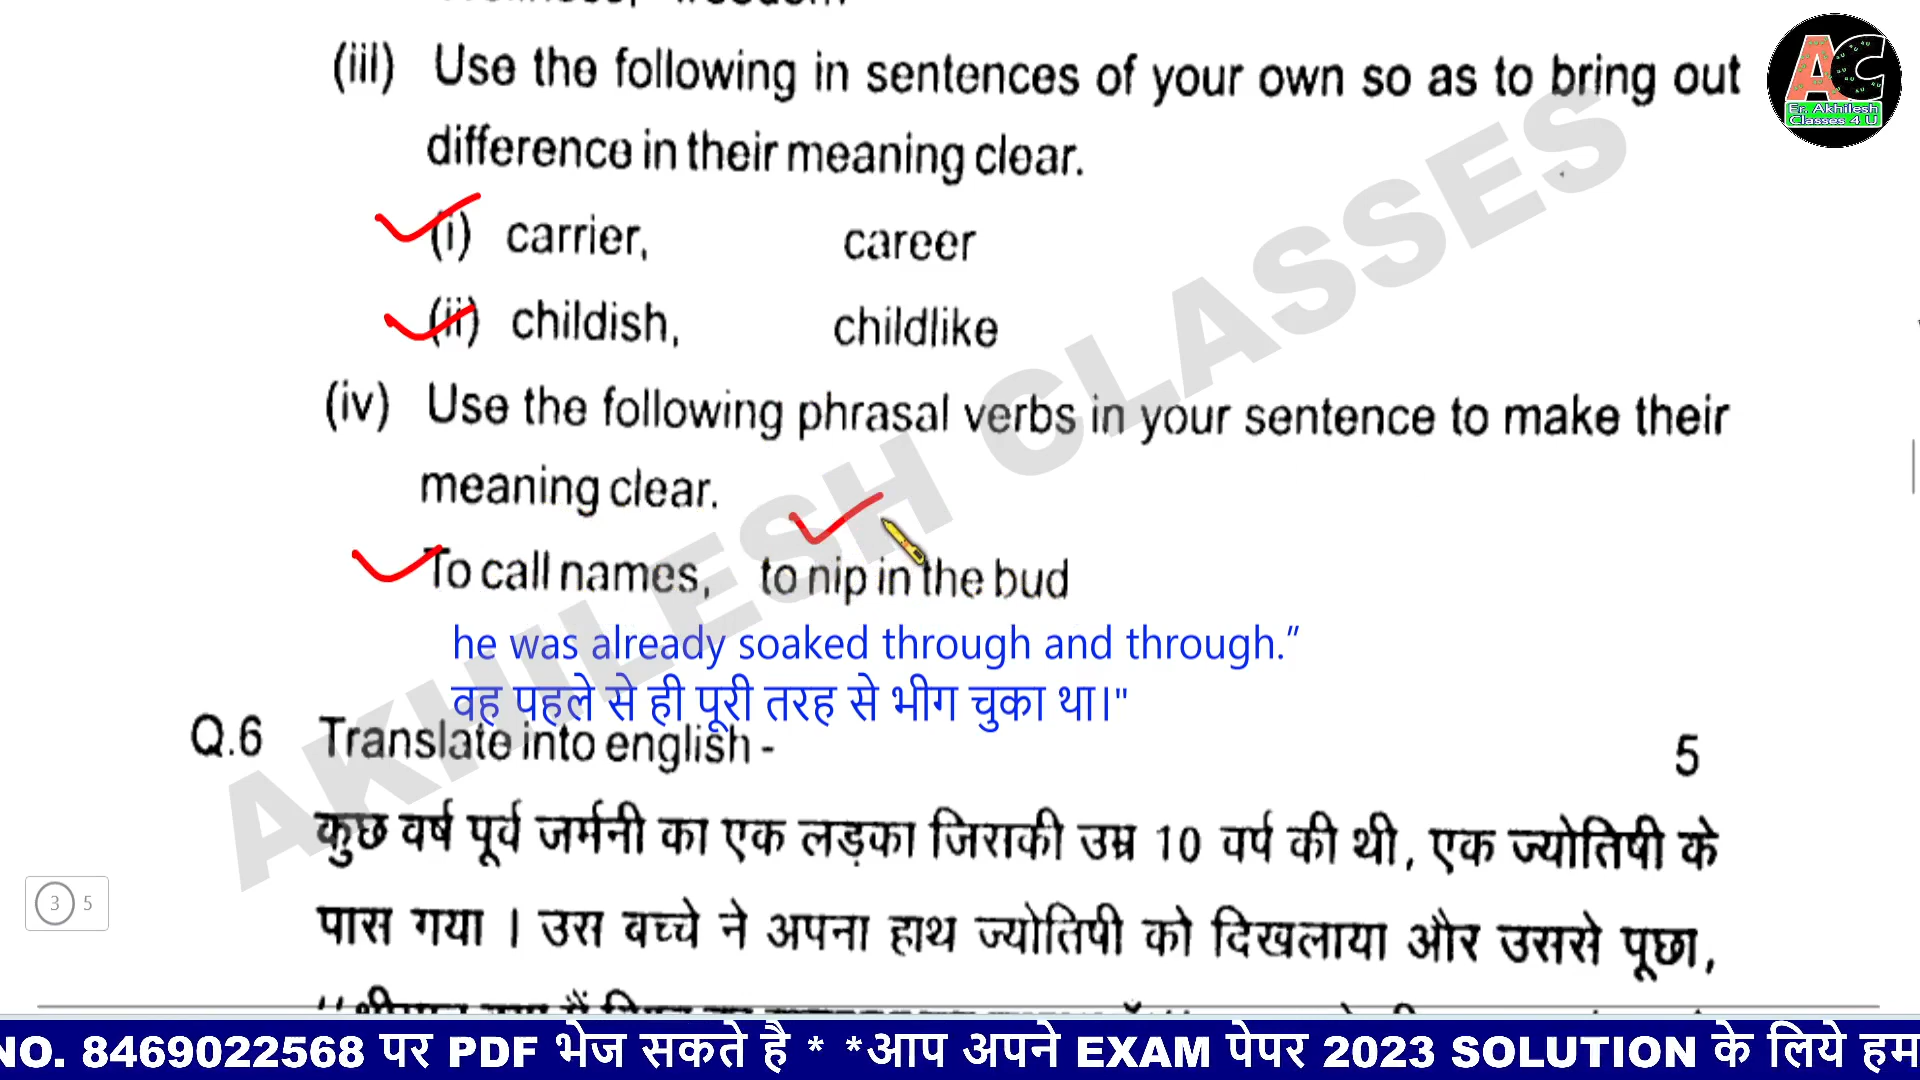 (iii) Use the following in sentences of your own so as to bring out
difference in their meaning clear.
(i) carrier, career
(ii) childish, childlike
(iv) Use the following phrasal verbs in your sentence to make their
meaning clear.
To call names, to nip in the bud
he was already soaked through and through.”
वह पहले से ही पूरी तरह से भीग चुका था।"
Q.6 Translate into english - 5
कुछ वर्ष पूर्व जर्मनी का एक लड़का जिसकी उम्र 10 वर्ष की थी, एक ज्योतिषी के
पास गया । उस बच्चे ने अपना हाथ ज्योतिषी को दिखलाया और उससे पूछा,
AKHILESH CLASSES
AC
Er. Akhilesh
Classes 4 U
3 5
NO. 8469022568 पर PDF भेज सकते है * *आप अपने EXAM पेपर 2023 SOLUTION के लिये हम